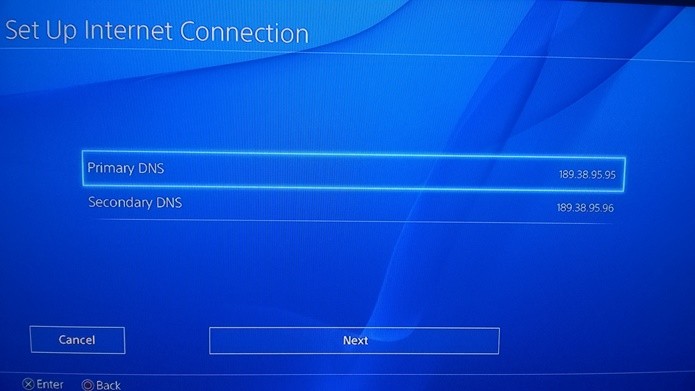 Set Up Internet Connection
Primary DNS 189.38.95.95
Secondary DNS 189.38.95.96
Cancel Next
Enter Back